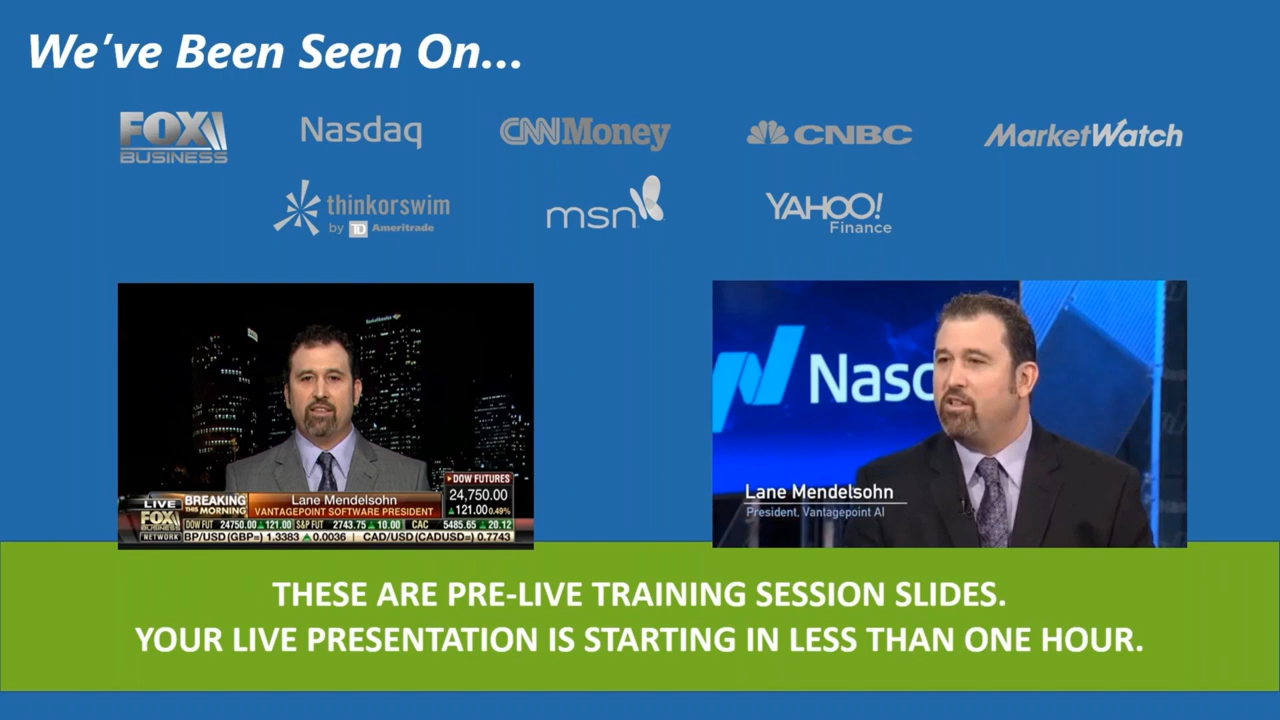 We've Been Seen On...
FOX BUSINESS
Nasdaq
CNNMoney
CNBC
MarketWatch
thinkorswim
by TD Ameritrade
msn
YAHOO!
Finance
DOW FUTURES
24,750.00
▲121.00 0.49%
LIVE
BREAKING
THIS MORNING
Lane Mendelsohn
VANTAGEPOINT SOFTWARE PRESIDENT
FOX
BUSINESS
NETWORK
DOW FUT 24750.00▲121.00 S&P FUT 2743.75▲10.00 CAC 5485.65▲20.12
BP/USD(GBP=) 1.3383▲0.0036 CAD/USD(CADUSD=) 0.7743
Nasd
Lane Mendelsohn
President, Vantagepoint AI
THESE ARE PRE-LIVE TRAINING SESSION SLIDES.
YOUR LIVE PRESENTATION IS STARTING IN LESS THAN ONE HOUR.